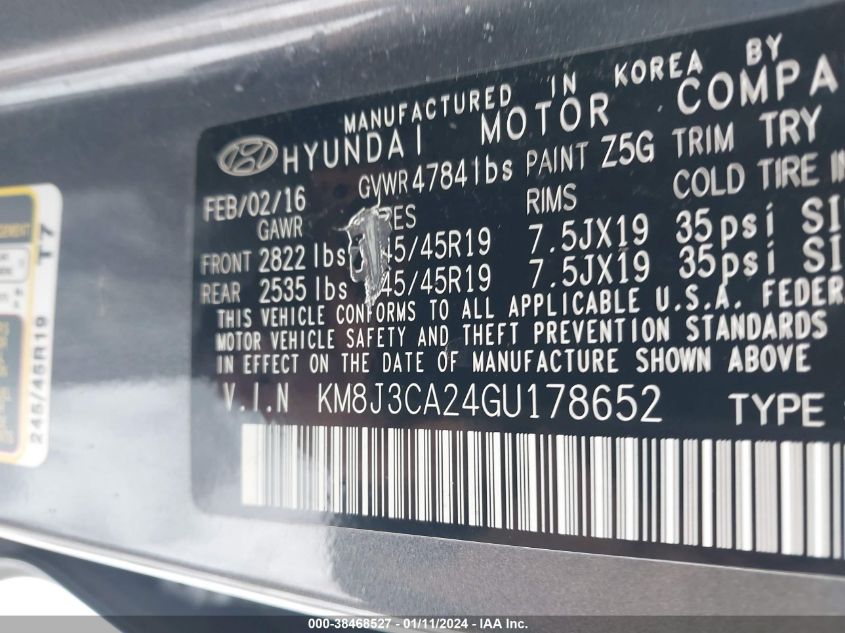 MANUFACTURED IN KOREA BY
HYUNDAI MOTOR COMPA
FEB/02/16 GVWR 4784 lbs PAINT Z5G TRIM TRY
GAWR RIMS COLD TIRE
FRONT 2822 lbs 45/45R19 7.5JX19 35psi
REAR 2535 lbs 45/45R19 7.5JX19 35psi
THIS VEHICLE CONFORMS TO ALL APPLICABLE U.S.A. FEDER
MOTOR VEHICLE SAFETY AND THEFT PREVENTION STANDARDS
IN EFFECT ON THE DATE OF MANUFACTURE SHOWN ABOVE
V.I.N KM8J3CA24GU178652 TYPE
245/45R19 T7
000-38468527 - 01/11/2024 - IAA Inc.